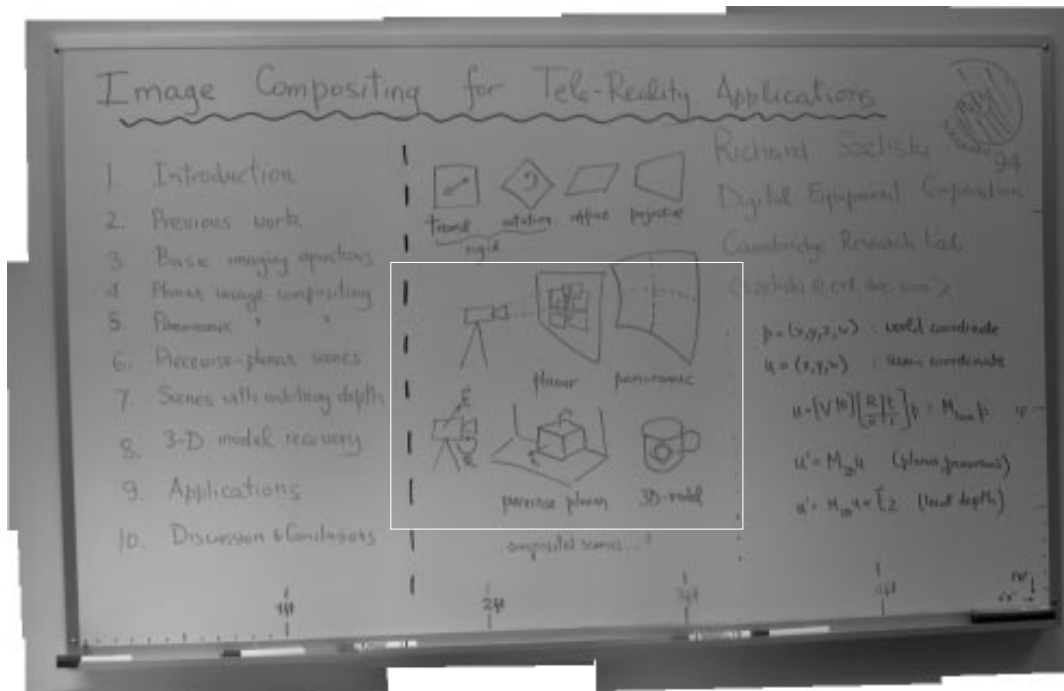 Image Compositing for Tele-Reality Applications
1. Introduction
2. Previous work
3. Basic imaging equations
4. Planar image compositing
5. Panoramic " "
6. Piecewise-planar scenes
7. Scenes with arbitrary depth
8. 3-D model recovery
9. Applications
10. Discussion & Conclusions
rotation affine projective
rigid
planar panoramic
piecewise planar 3D model
composited scenes...?
Richard Szeliski
Digital Equipment Corporation
Cambridge Research Lab
94
p = (x,y,z,w) : world coordinate
u = (x,y,w) : screen coordinate
u' = M₂D u (planar, panoramic)
(local depth)
1ft 2ft 3ft 4ft